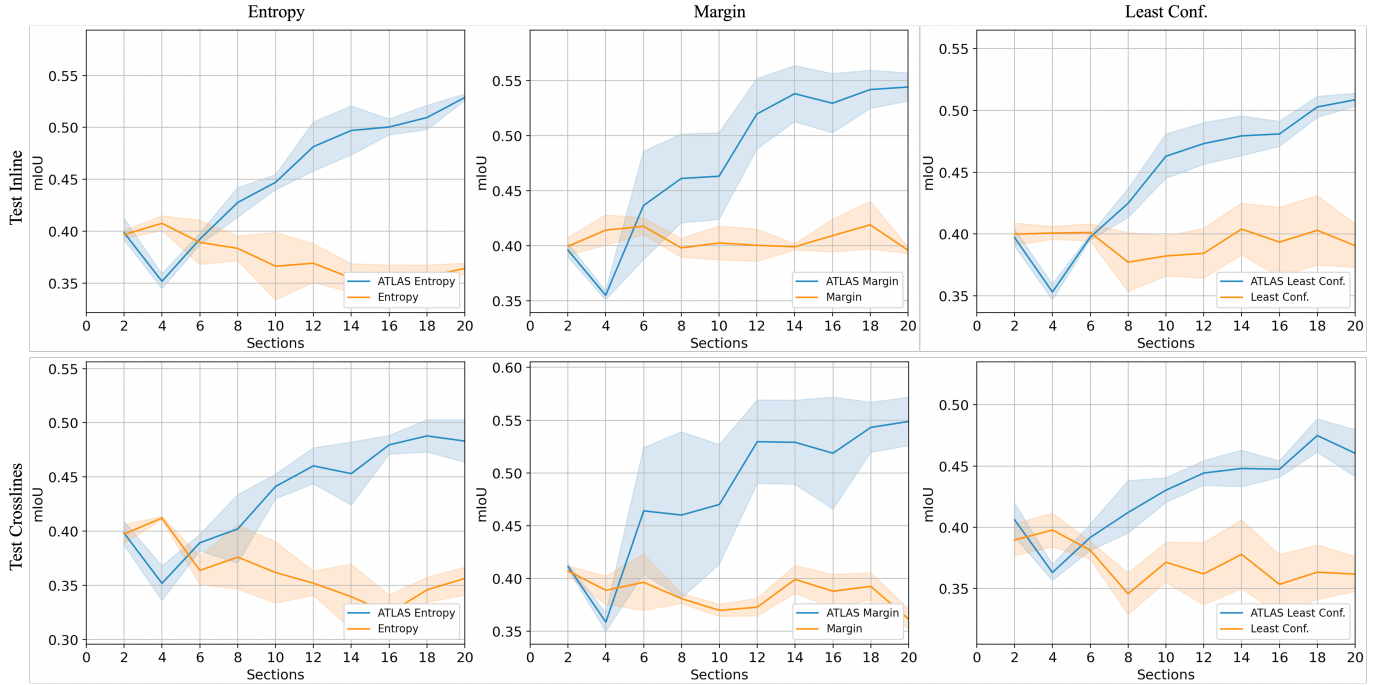 Entropy
Margin
Least Conf.
Test Inline
mIoU
0.55
0.50
0.45
0.40
0.35
0 2 4 6 8 10 12 14 16 18 20
Sections
ATLAS Entropy
Entropy
mIoU
0.55
0.50
0.45
0.40
0.35
0 2 4 6 8 10 12 14 16 18 20
Sections
ATLAS Margin
Margin
mIoU
0.55
0.50
0.45
0.40
0.35
0 2 4 6 8 10 12 14 16 18 20
Sections
ATLAS Least Conf.
Least Conf.
Test Crosslines
mIoU
0.55
0.50
0.45
0.40
0.35
0.30
0 2 4 6 8 10 12 14 16 18 20
Sections
ATLAS Entropy
Entropy
mIoU
0.60
0.55
0.50
0.45
0.40
0.35
0 2 4 6 8 10 12 14 16 18 20
Sections
ATLAS Margin
Margin
mIoU
0.50
0.45
0.40
0.35
0 2 4 6 8 10 12 14 16 18 20
Sections
ATLAS Least Conf.
Least Conf.